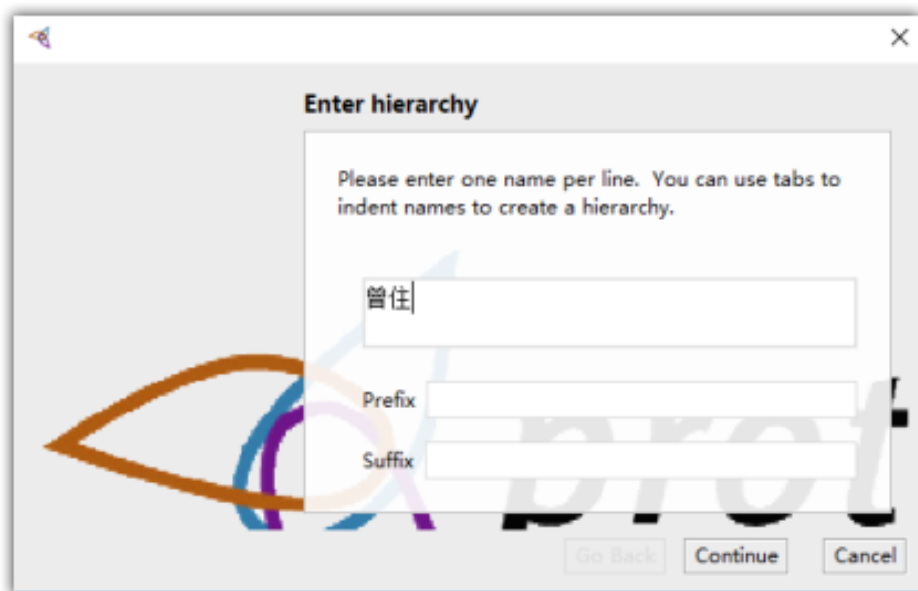 Enter hierarchy
Please enter one name per line. You can use tabs to
indent names to create a hierarchy.
曾住
Prefix
Suffix
prot
Go Back
Continue
Cancel